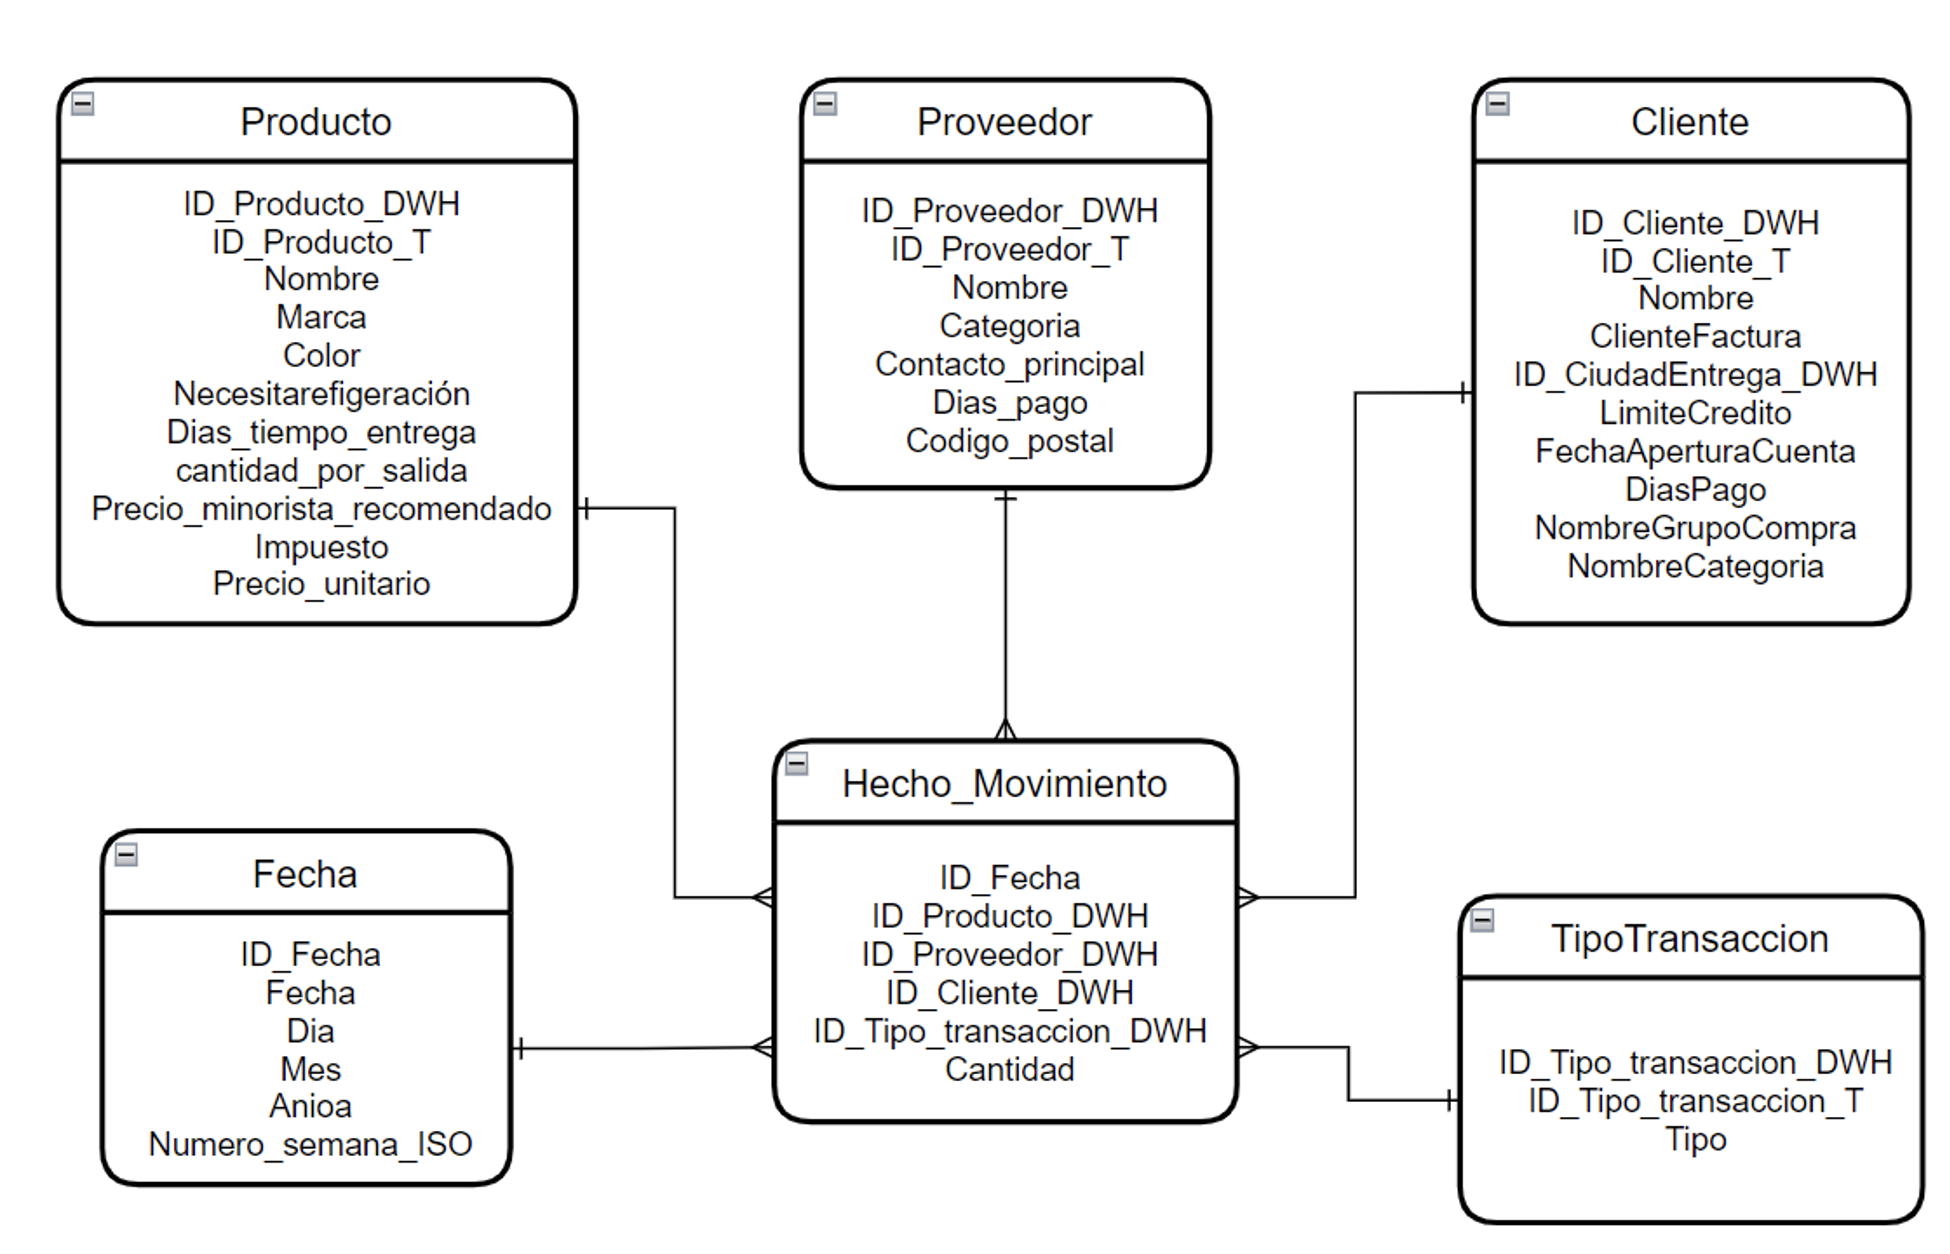 Producto
ID_Producto_DWH
ID_Producto_T
Nombre
Marca
Color
Necesitarefigeración
Dias_tiempo_entrega
cantidad_por_salida
Precio_minorista_recomendado
Impuesto
Precio_unitario
Proveedor
ID_Proveedor_DWH
ID_Proveedor_T
Nombre
Categoria
Contacto_principal
Dias_pago
Codigo_postal
Cliente
ID_Cliente_DWH
ID_Cliente_T
Nombre
ClienteFactura
ID_CiudadEntrega_DWH
LimiteCredito
FechaAperturaCuenta
DiasPago
NombreGrupoCompra
NombreCategoria
Fecha
ID_Fecha
Fecha
Dia
Mes
Anioa
Numero_semana_ISO
Hecho_Movimiento
ID_Fecha
ID_Producto_DWH
ID_Proveedor_DWH
ID_Cliente_DWH
ID_Tipo_transaccion_DWH
Cantidad
TipoTransaccion
ID_Tipo_transaccion_DWH
ID_Tipo_transaccion_T
Tipo